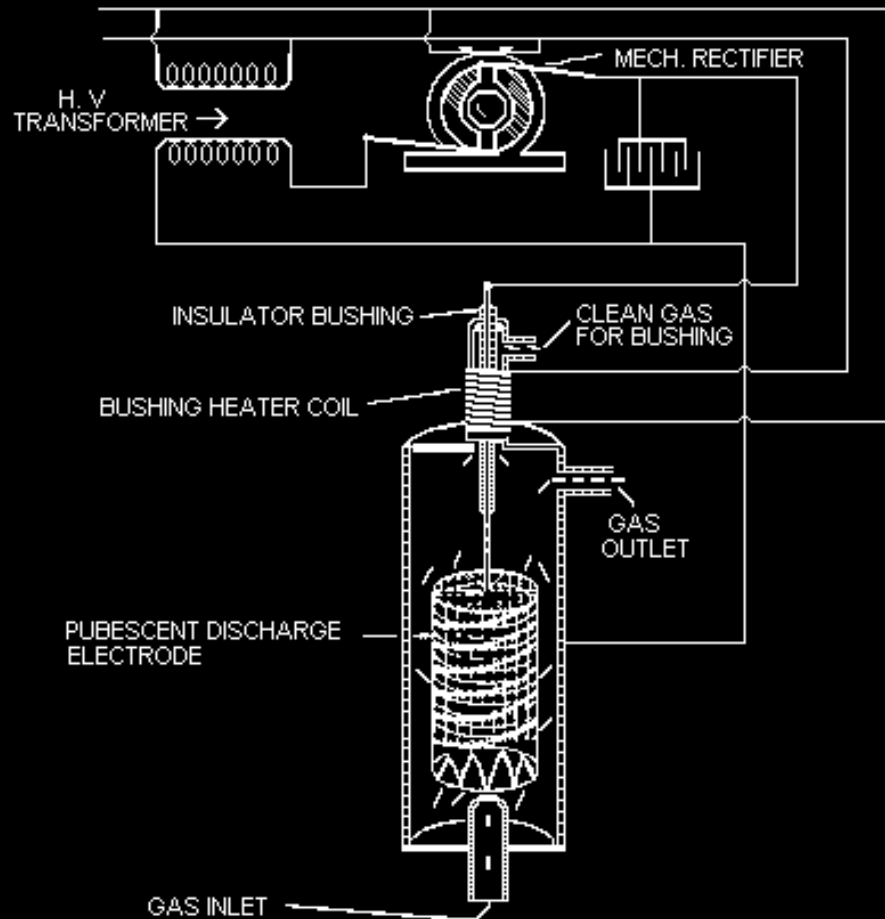 MECH. RECTIFIER
H. V
TRANSFORMER
INSULATOR BUSHING
CLEAN GAS
FOR BUSHING
BUSHING HEATER COIL
GAS
OUTLET
PUBESCENT DISCHARGE
ELECTRODE
GAS INLET